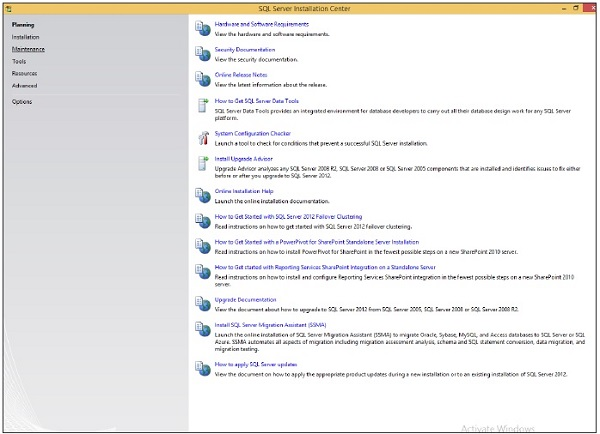 SQL Server Installation Center
Planning
Installation
Maintenance
Tools
Resources
Advanced
Options
Hardware and Software Requirements
View the hardware and software requirements.
Security Documentation
View the security documentation.
Online Release Notes
View the latest information about the release.
How to Get SQL Server Data Tools
SQL Server Data Tools provides an integrated environment for database developers to carry out all their database design work for any SQL Server
platform.
System Configuration Checker
Launch a tool to check for conditions that prevent a successful SQL Server installation.
Install Upgrade Advisor
Upgrade Advisor analyzes any SQL Server 2008 R2, SQL Server 2008 or SQL Server 2005 components that are installed and identifies issues to fix either
before or after you upgrade to SQL Server 2012.
Online Installation Help
Launch the online installation documentation.
How to Get Started with SQL Server 2012 Failover Clustering
Read instructions on how to get started with SQL Server 2012 failover clustering.
How to Get Started with a PowerPivot for SharePoint Standalone Server Installation
Read instructions on how to install PowerPivot for SharePoint in the fewest possible steps on a new SharePoint 2010 server.
How to Get started with Reporting Services SharePoint Integration on a Standalone Server
Read instructions on how to install and configure Reporting Services SharePoint integration in the fewest possible steps on a new SharePoint 2010
server.
Upgrade Documentation
View the document about how to upgrade to SQL Server 2012 from SQL Server 2005, SQL Server 2008 or SQL Server 2008 R2.
Install SQL Server Migration Assistant (SSMA)
Launch the online installation of SQL Server Migration Assistant (SSMA) to migrate Oracle, Sybase, MySQL, and Access databases to SQL Server or SQL
Azure. SSMA automates all aspects of migration including migration assessment analysis, schema and SQL statement conversion, data migration, and
migration testing.
How to apply SQL Server updates
View the document on how to apply the appropriate product updates during a new installation or to an existing installation of SQL Server 2012.
Activate Windows